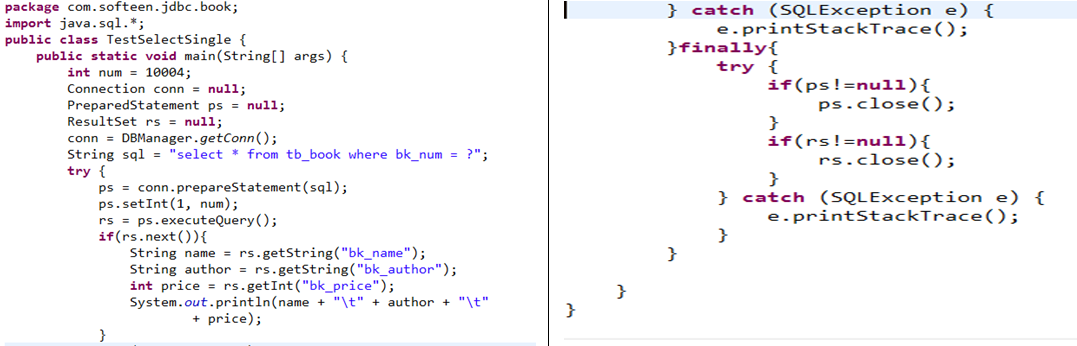 package com.softeen.jdbc.book;
import java.sql.*;
public class TestSelectSingle {
    public static void main(String[] args) {
        int num = 10004;
        Connection conn = null;
        PreparedStatement ps = null;
        ResultSet rs = null;
        conn = DBManager.getConn();
        String sql = "select * from tb_book where bk_num = ?";
        try {
            ps = conn.prepareStatement(sql);
            ps.setInt(1, num);
            rs = ps.executeQuery();
            if(rs.next()){
                String name = rs.getString("bk_name");
                String author = rs.getString("bk_author");
                int price = rs.getInt("bk_price");
                System.out.println(name + "\t" + author + "\t"
                        + price);
            }
        } catch (SQLException e) {
            e.printStackTrace();
        }finally{
            try {
                if(ps!=null){
                    ps.close();
                }
                if(rs!=null){
                    rs.close();
                }
            } catch (SQLException e) {
                e.printStackTrace();
            }
        }
    }
}